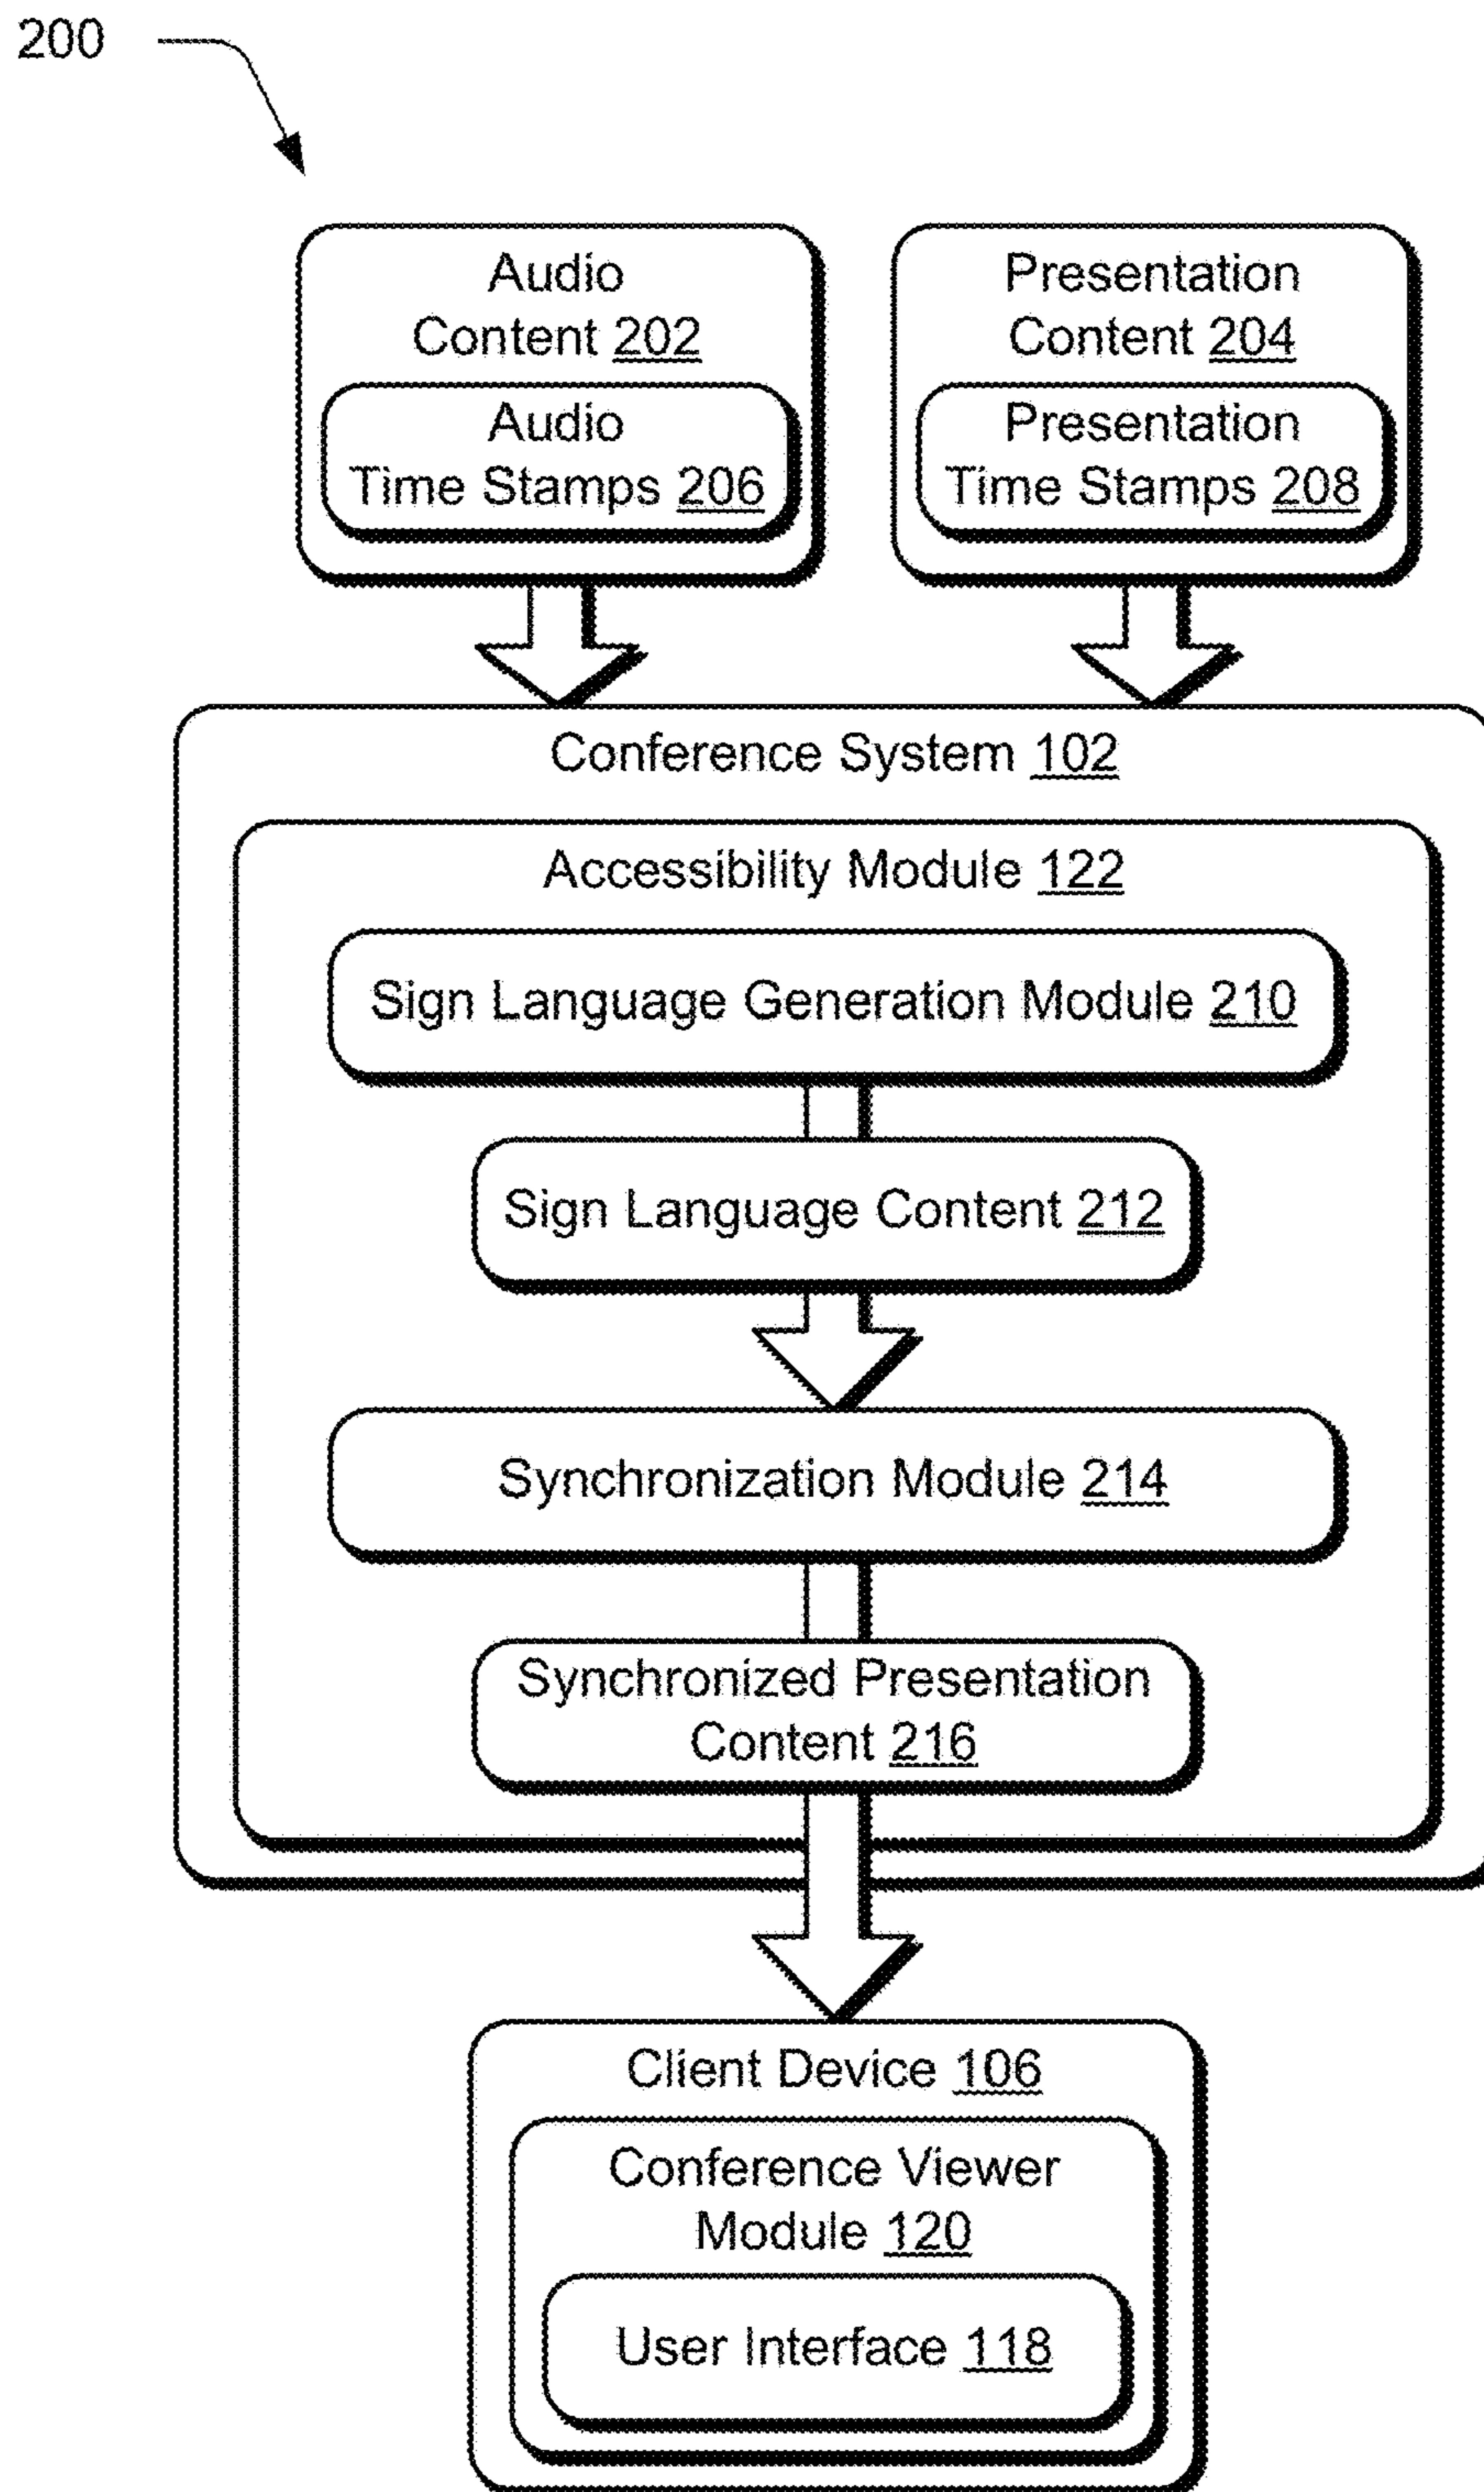 200
Audio
Content 202
Audio
Time Stamps 206
Presentation
Content 204
Presentation
Time Stamps 208
Conference System 102
Accessibility Module 122
Sign Language Generation Module 210
Sign Language Content 212
Synchronization Module 214
Synchronized Presentation
Content 216
Client Device 106
Conference Viewer
Module 120
User Interface 118